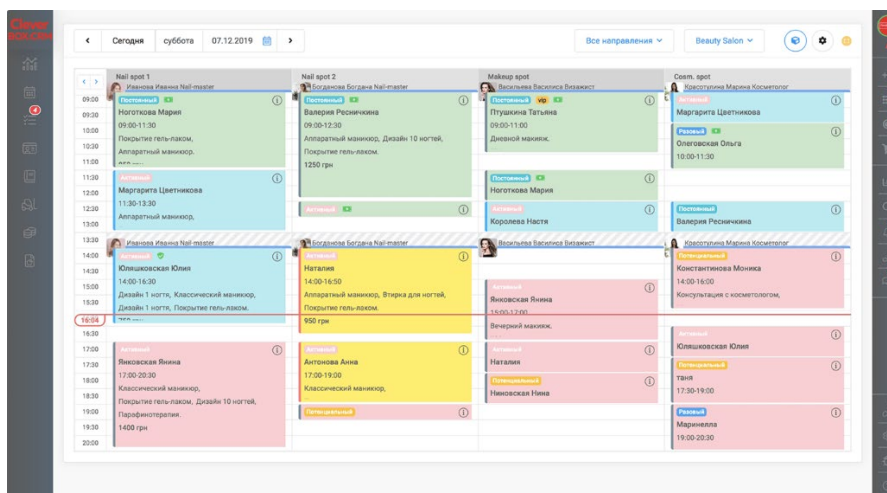 Clever
BOX CRM
Сегодня суббота 07.12.2019
Все направления
Beauty Salon
Nail spot 1
Иванова Иванна Nail-master
Nail spot 2
Богданова Богдана Nail-master
Makeup spot
Васильева Василиса Визажист
Cosm. spot
Красотулина Марина Косметолог
09:00
09:30
10:00
10:30
11:00
11:30
12:00
12:30
13:00
13:30
14:00
14:30
15:00
15:30
16:04
16:30
17:00
17:30
18:00
18:30
19:00
19:30
20:00
Постоянный
Ноготкова Мария
09:00-11:30
Покрытие гель-лаком,
Аппаратный маникюр.
Активный
Маргарита Цветникова
11:30-13:30
Аппаратный маникюр,
Иванова Иванна Nail-master
Активный
Юляшковская Юлия
14:00-16:30
Дизайн 1 ногтя, Классический маникюр,
Дизайн 1 ногтя, Покрытие гель-лаком.
Активный
Янковская Янина
17:00-20:30
Классический маникюр,
Покрытие гель-лаком, Дизайн 10 ногтей,
Парофинотерапия.
1400 грн
Постоянный
Валерия Ресничкина
09:00-12:30
Аппаратный маникюр, Дизайн 10 ногтей,
Покрытие гель-лаком.
1250 грн
Активный
Богданова Богдана Nail-master
Активный
Наталия
14:00-16:50
Аппаратный маникюр, Втирка для ногтей,
Покрытие гель-лаком.
950 грн
Активный
Антонова Анна
17:00-19:00
Классический маникюр,
Потенциальный
Постоянный vip
Птушкина Татьяна
09:00-11:00
Дневной макияж.
Постоянный
Ноготкова Мария
Активный
Королева Настя
Васильева Василиса Визажист
Активный
Янковская Янина
15:00-17:00
Вечерний макияж.
Активный
Наталия
Потенциальный
Ниновская Нина
Активный
Маргарита Цветникова
Разовый
Олеговская Ольга
10:00-11:30
Постоянный
Валерия Ресничкина
Красотулина Марина Косметолог
Потенциальный
Константинова Моника
14:00-16:00
Консультация с косметологом,
Активный
Юляшковская Юлия
Потенциальный
таня
17:30-19:00
Разовый
Маринелла
19:00-20:30